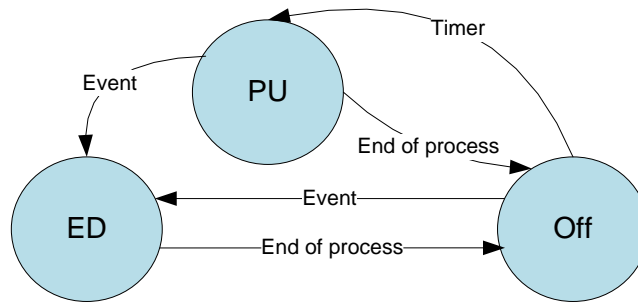 Timer
Event
PU
End of process
Event
ED
Off
End of process